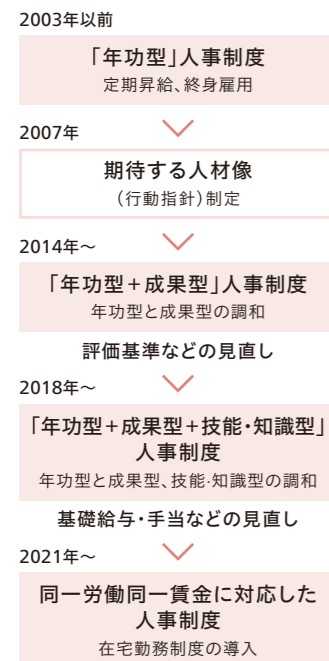 2003年以前
「年功型」人事制度
定期昇給、終身雇用
2007年
期待する人材像
（行動指針）制定
2014年～
「年功型＋成果型」人事制度
年功型と成果型の調和
評価基準などの見直し
2018年～
「年功型＋成果型＋技能・知識型」
人事制度
年功型と成果型、技能・知識型の調和
基礎給与・手当などの見直し
2021年～
同一労働同一賃金に対応した
人事制度
在宅勤務制度の導入